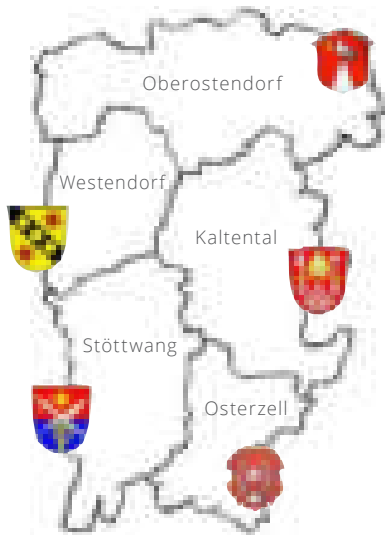 Oberostendorf
Westendorf
Kaltental
Stöttwang
Osterzell